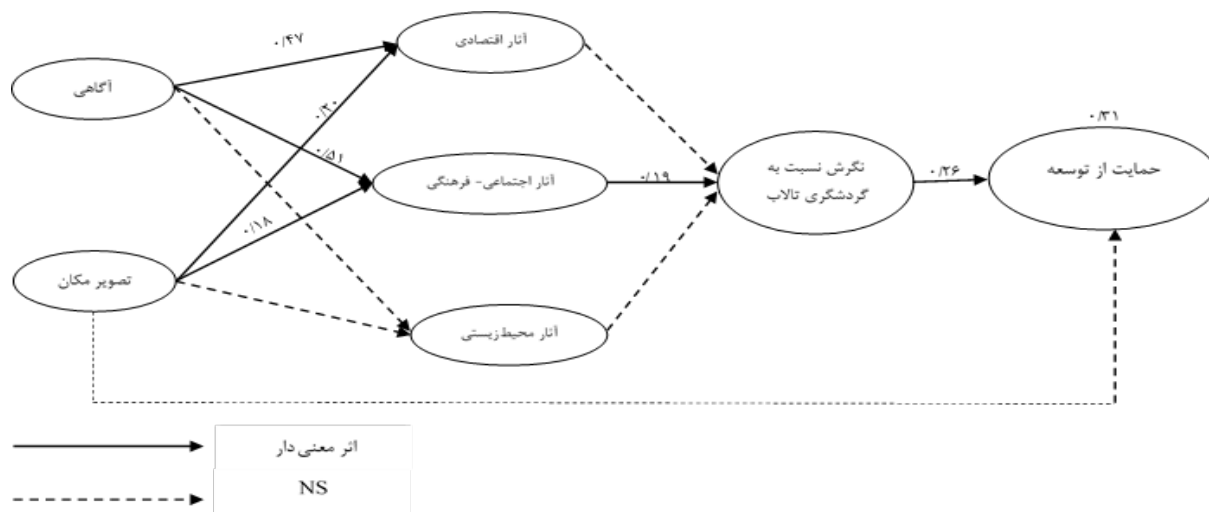 ۰/۴۷
آثار اقتصادی
آگاهی
۰/۲۰
۰/۳۱
۰/۵۱
آثار اجتماعی- فرهنگی
۰/۱۹
نگرش نسبت به
گردشگری تالاب
۰/۲۶
حمایت از توسعه
۰/۱۸
تصویر مکان
آثار محیط‌زیستی
اثر معنی‌دار
NS